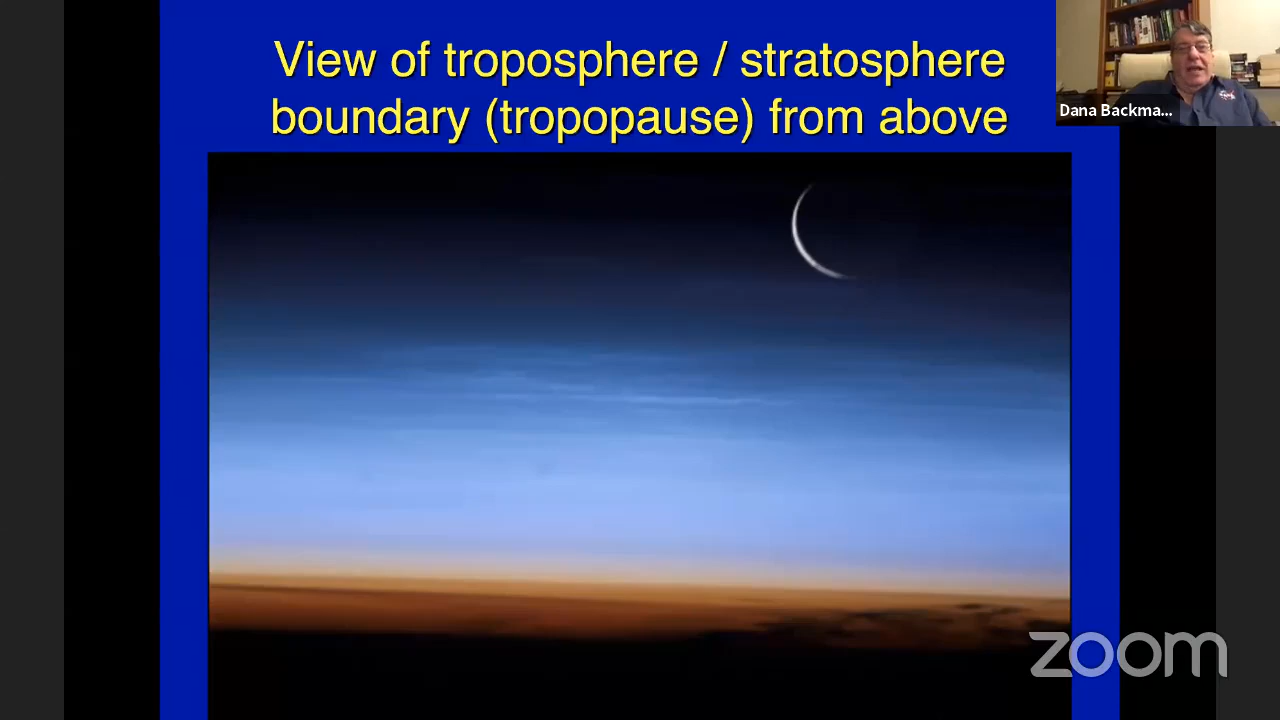 View of troposphere / stratosphere
boundary (tropopause) from above
Dana Backma...
zoom